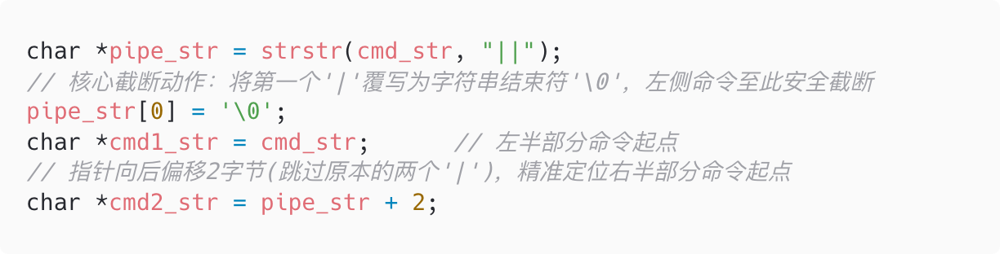 char *pipe_str = strstr(cmd_str, "||");
// 核心截断动作：将第一个'|'覆写为字符串结束符'\0'，左侧命令至此安全截断
pipe_str[0] = '\0';
char *cmd1_str = cmd_str;      // 左半部分命令起点
// 指针向后偏移2字节(跳过原本的两个'|')，精准定位右半部分命令起点
char *cmd2_str = pipe_str + 2;